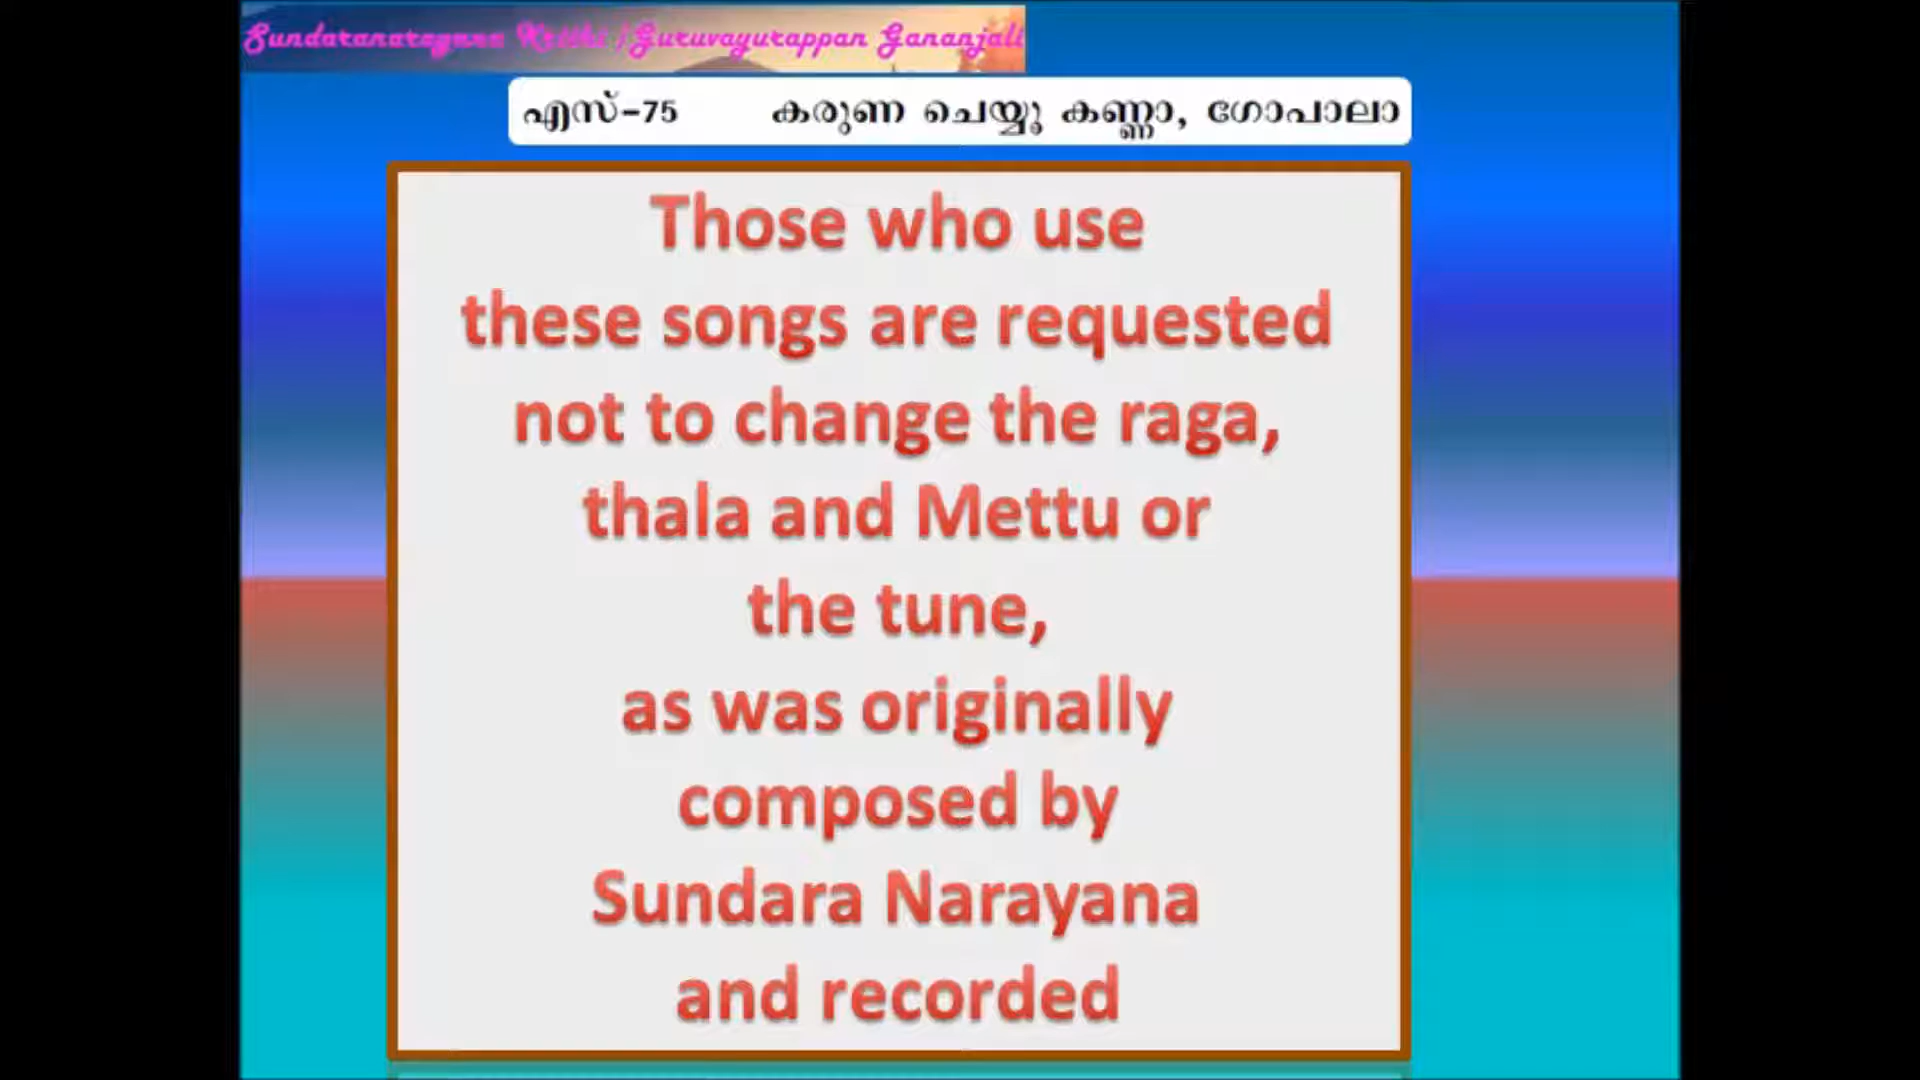 Sundaranarayana Krithi / Guruvayurappan Gananjali
എസ്-75 കരുണ ചെയ്യൂ കണ്ണാ, ഗോപാലാ
Those who use
these songs are requested
not to change the raga,
thala and Mettu or
the tune,
as was originally
composed by
Sundara Narayana
and recorded